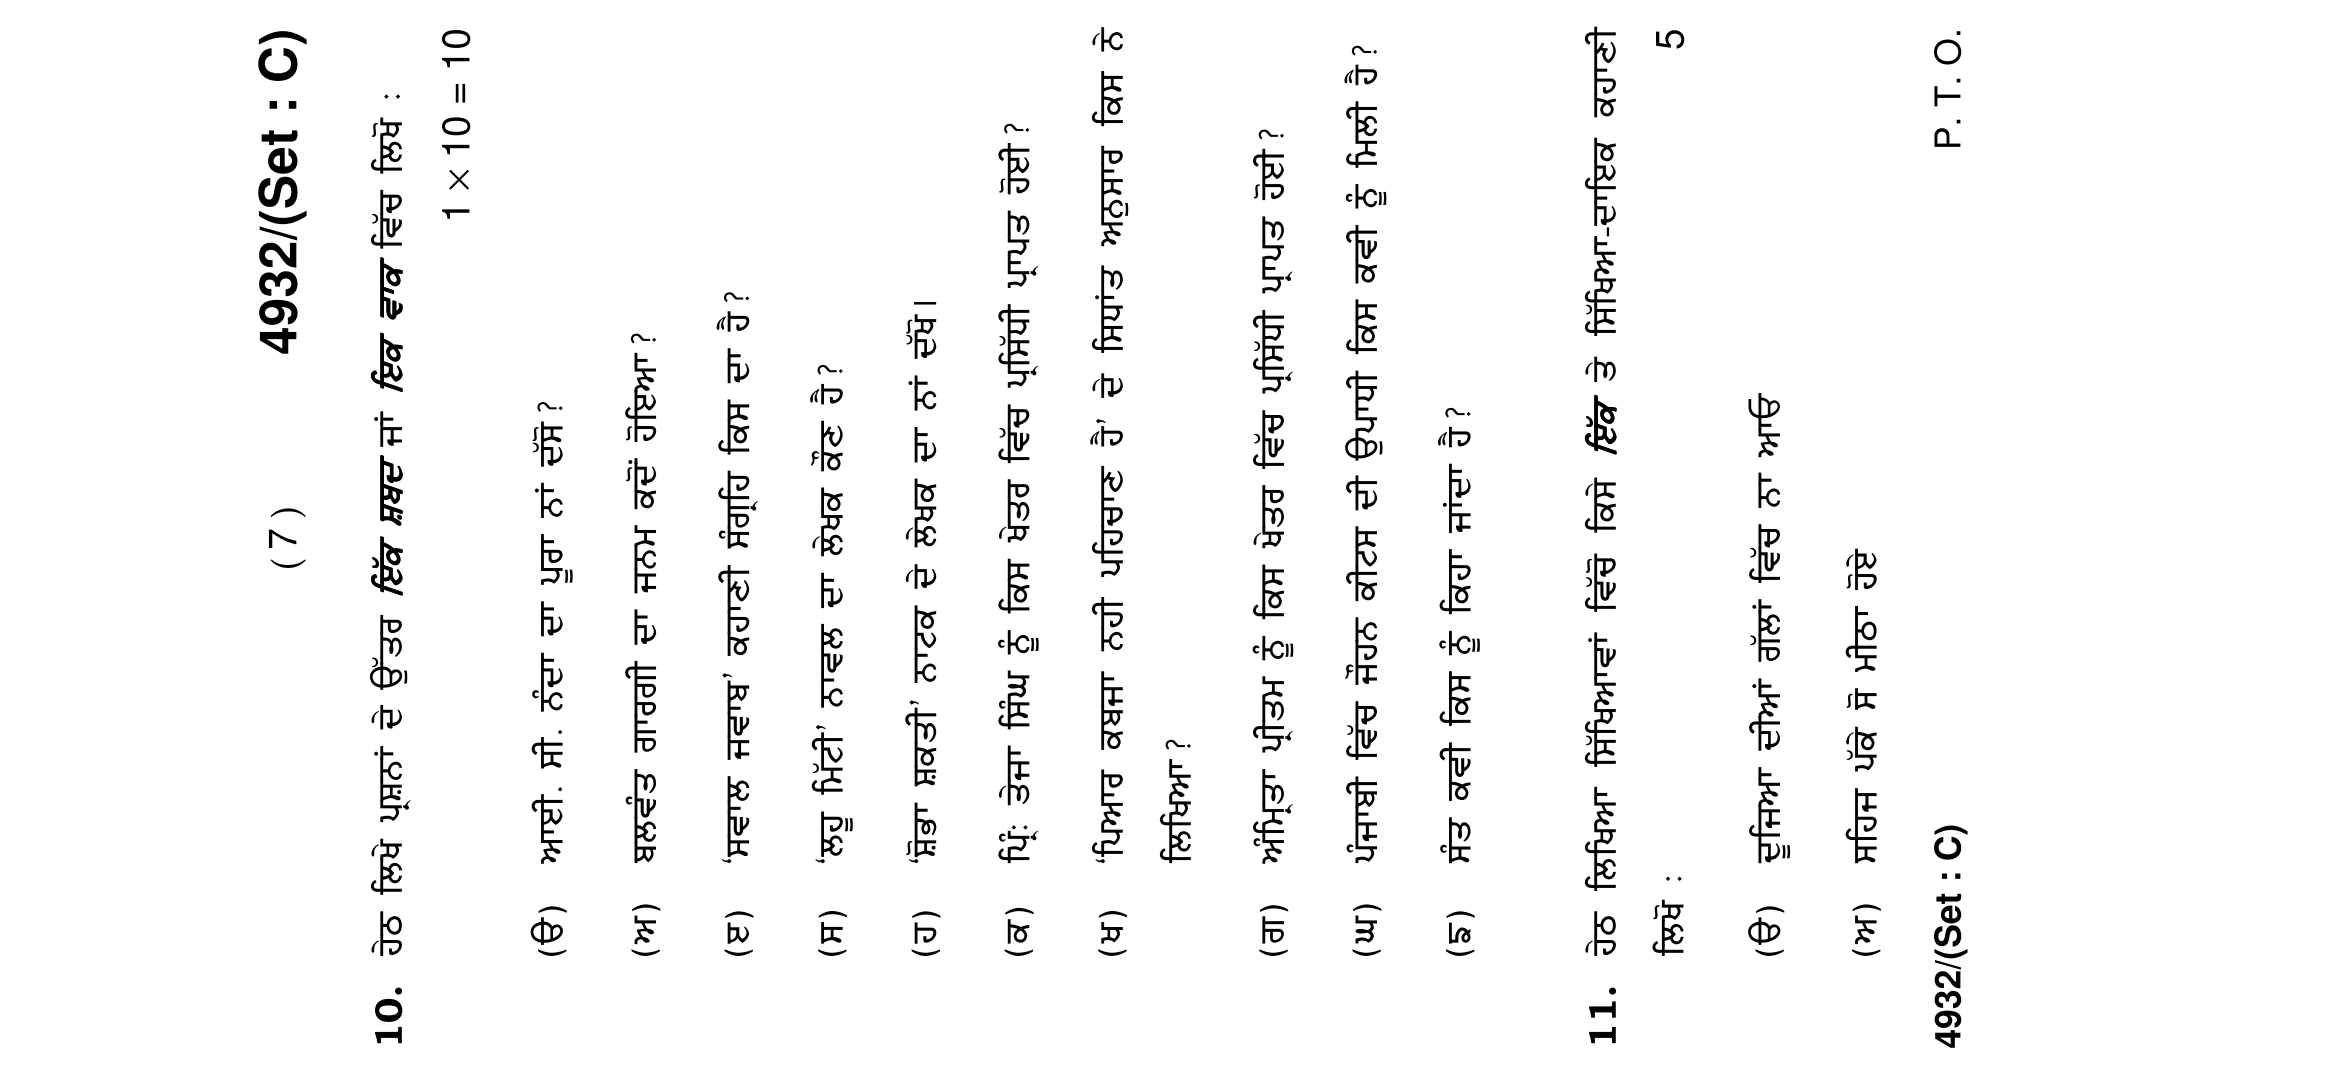 ( 7 ) 4932/(Set : C)
10. ਹੇਠ ਲਿਖੇ ਪ੍ਰਸ਼ਨਾਂ ਦੇ ਉੱਤਰ ਇੱਕ ਸ਼ਬਦ ਜਾਂ ਇਕ ਵਾਕ ਵਿੱਚ ਲਿਖੋ :
1 × 10 = 10
(ੳ) ਆਈ. ਸੀ. ਨੰਦਾ ਦਾ ਪੂਰਾ ਨਾਂ ਦੱਸੋ ?
(ਅ) ਬਲਵੰਤ ਗਾਰਗੀ ਦਾ ਜਨਮ ਕਦੋਂ ਹੋਇਆ ?
(ੲ) 'ਸਵਾਲ ਜਵਾਬ' ਕਹਾਣੀ ਸੰਗ੍ਰਹਿ ਕਿਸ ਦਾ ਹੈ ?
(ਸ) 'ਲਹੂ ਮਿੱਟੀ' ਨਾਵਲ ਦਾ ਲੇਖਕ ਕੌਣ ਹੈ ?
(ਹ) 'ਸ਼ੋਭਾ ਸ਼ਕਤੀ' ਨਾਟਕ ਦੇ ਲੇਖਕ ਦਾ ਨਾਂ ਦੱਖੋ।
(ਕ) ਪ੍ਰਿੰ: ਤੇਜਾ ਸਿੰਘ ਨੂੰ ਕਿਸ ਖੇਤਰ ਵਿੱਚ ਪ੍ਰਸਿੱਧੀ ਪ੍ਰਾਪਤ ਹੋਈ ?
(ਖ) 'ਪਿਆਰ ਕਬਜਾ ਨਹੀ ਪਹਿਚਾਣ ਹੈ' ਦੇ ਸਿਧਾਂਤ ਅਨੁਸਾਰ ਕਿਸ ਨੇ
ਲਿਖਿਆ ?
(ਗ) ਅੰਮ੍ਰਿਤਾ ਪ੍ਰੀਤਮ ਨੂੰ ਕਿਸ ਖੇਤਰ ਵਿੱਚ ਪ੍ਰਸਿੱਧੀ ਪ੍ਰਾਪਤ ਹੋਈ ?
(ਘ) ਪੰਜਾਬੀ ਵਿੱਚ ਜੌਹਨ ਕੀਟਸ ਦੀ ਉਪਾਧੀ ਕਿਸ ਕਵੀ ਨੂੰ ਮਿਲੀ ਹੈ ?
(ਙ) ਸੰਤ ਕਵੀ ਕਿਸ ਨੂੰ ਕਿਹਾ ਜਾਂਦਾ ਹੈ ?
11. ਹੇਠ ਲਿਖਿਆ ਸਿੱਖਿਆਵਾਂ ਵਿੱਚੋਂ ਕਿਸੇ ਇੱਕ ਤੇ ਸਿੱਖਿਆ-ਦਾਇਕ ਕਹਾਣੀ
ਲਿਖੋ : 5
(ੳ) ਦੂਜਿਆ ਦੀਆਂ ਗੱਲਾਂ ਵਿੱਚ ਨਾ ਆਉ
(ਅ) ਸਹਿਜ ਪੱਕੇ ਸੋ ਮੀਠਾ ਹੋਏ
4932/(Set : C) P. T. O.